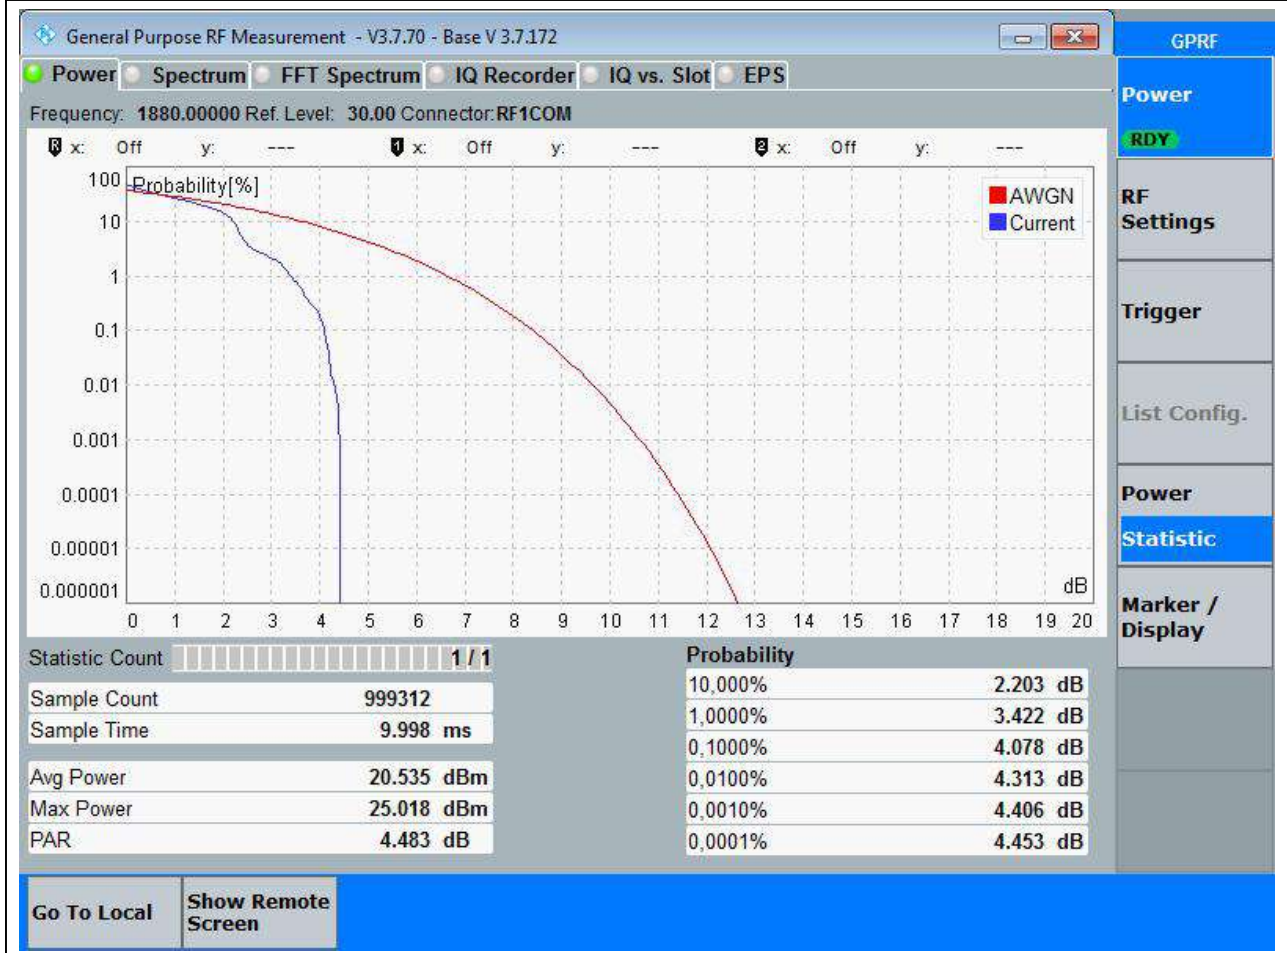 General Purpose RF Measurement - V3.7.70 - Base V 3.7.172
GPRF
Power Spectrum FFT Spectrum IQ Recorder IQ vs. Slot EPS
Frequency: 1880.00000 Ref. Level: 30.00 Connector:RF1COM
R x: Off y: --- 1 x: Off y: --- 2 x: Off y: ---
100 Probability[%]
10
1
0.1
0.01
0.001
0.0001
0.00001
0.000001
AWGN
Current
dB
0 1 2 3 4 5 6 7 8 9 10 11 12 13 14 15 16 17 18 19 20
Statistic Count 1 / 1
Sample Count 999312
Sample Time 9.998 ms
Avg Power 20.535 dBm
Max Power 25.018 dBm
PAR 4.483 dB
Probability
10,000% 2.203 dB
1,0000% 3.422 dB
0,1000% 4.078 dB
0,0100% 4.313 dB
0,0010% 4.406 dB
0,0001% 4.453 dB
Power
RDY
RF
Settings
Trigger
List Config.
Power
Statistic
Marker /
Display
Go To Local
Show Remote
Screen